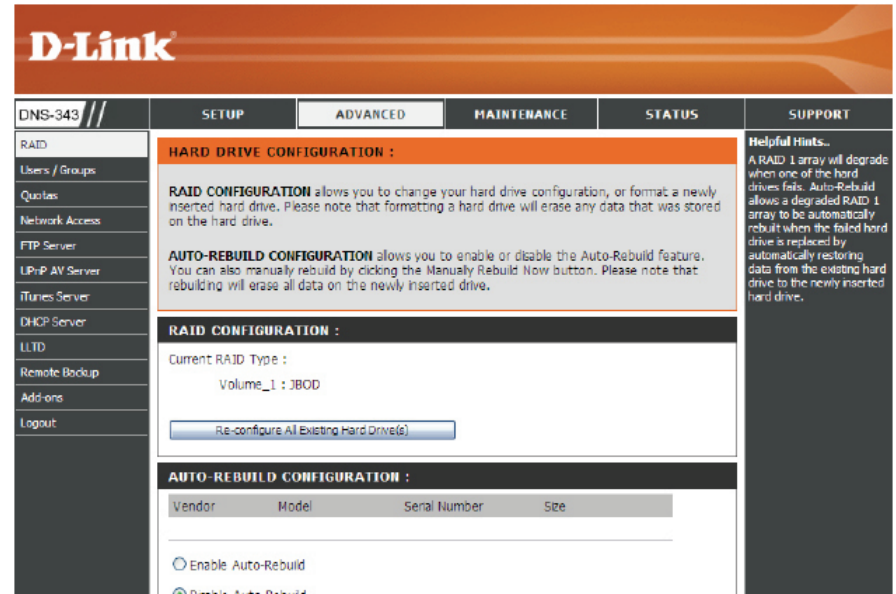 D-Link
DNS-343
SETUP
ADVANCED
MAINTENANCE
STATUS
SUPPORT
RAID
Users / Groups
Quotas
Network Access
FTP Server
UPnP AV Server
iTunes Server
DHCP Server
LLTD
Remote Backup
Add-ons
Logout
HARD DRIVE CONFIGURATION :
RAID CONFIGURATION allows you to change your hard drive configuration, or format a newly
inserted hard drive. Please note that formatting a hard drive will erase any data that was stored
on the hard drive.
AUTO-REBUILD CONFIGURATION allows you to enable or disable the Auto-Rebuild feature.
You can also manually rebuild by clicking the Manualy Rebuild Now button. Please note that
rebuilding will erase all data on the newly inserted drive.
RAID CONFIGURATION :
Current RAID Type :
Volume_1 : JBOD
Re-configure All Existing Hard Drive(s)
AUTO-REBUILD CONFIGURATION :
Vendor Model Serial Number Size
Enable Auto-Rebuild
Disable Auto-Rebuild
Helpful Hints..
A RAID 1 array will degrade
when one of the hard
drives fails. Auto-Rebuild
allows a degraded RAID 1
array to be automatically
rebuilt when the failed hard
drive is replaced by
automatically restoring
data from the existing hard
drive to the newly inserted
hard drive.